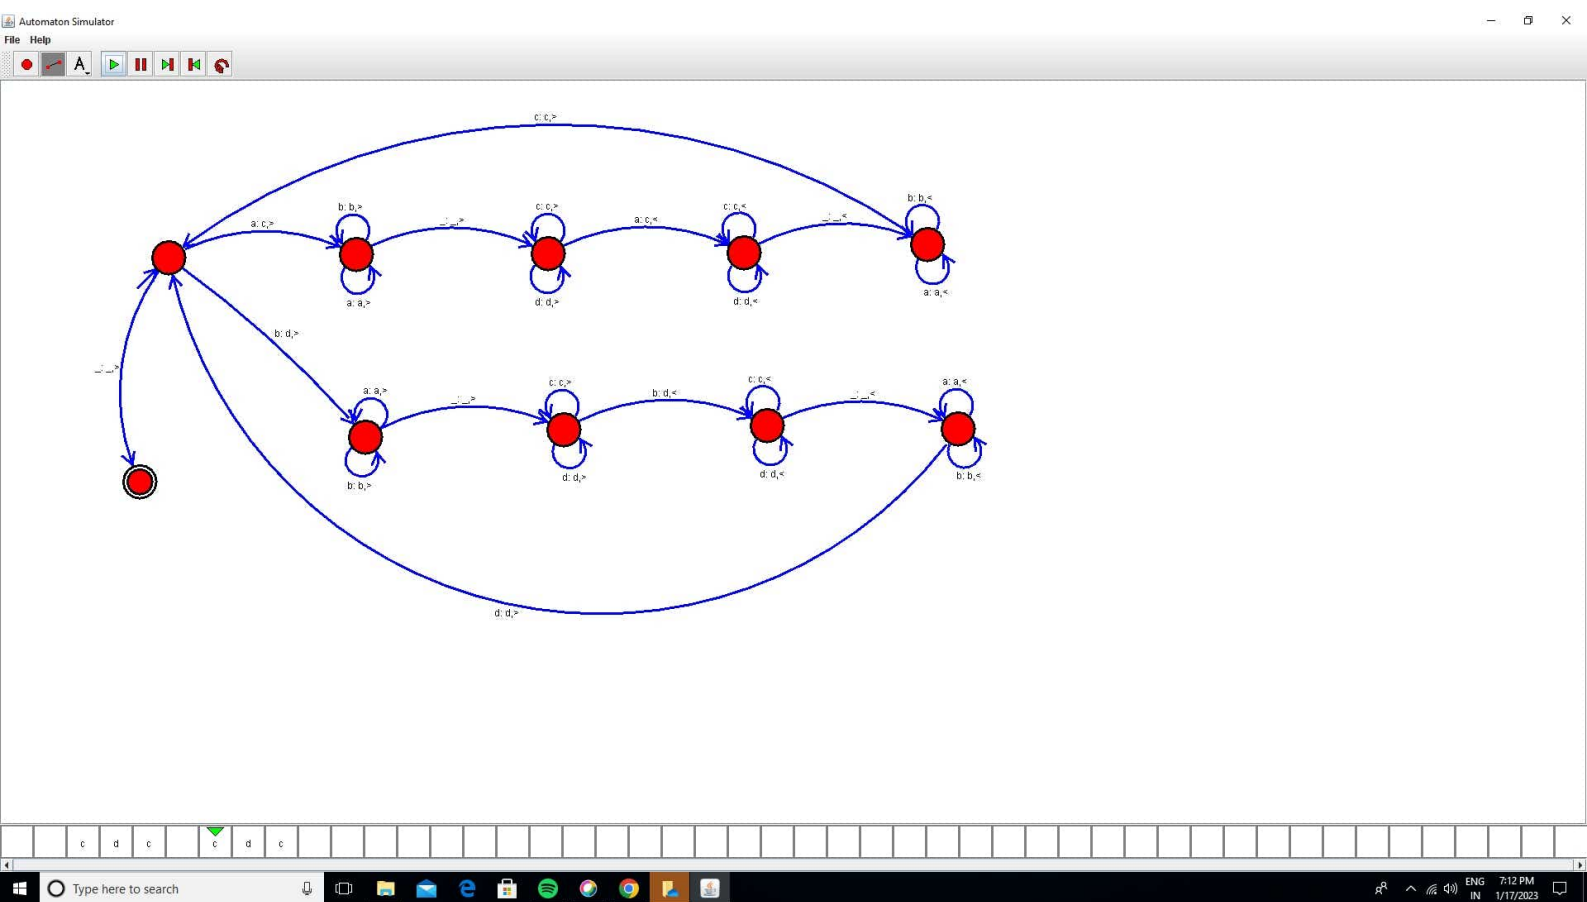 Automaton Simulator
File Help
A
c: c,>
b: b,<
b: b,>
c: c,>
c: c,<
a: c,>
_: _,>
a: c,<
_: _,<
a: a,>
d: d,>
d: d,<
a: a,<
b: d,>
_: _,>
a: a,>
c: c,>
c: c,<
a: a,<
_: _,>
b: d,<
_: _,<
b: b,>
d: d,>
d: d,<
b: b,<
d: d,>
c d c c d c
Type here to search
ENG
IN
7:12 PM
1/17/2023